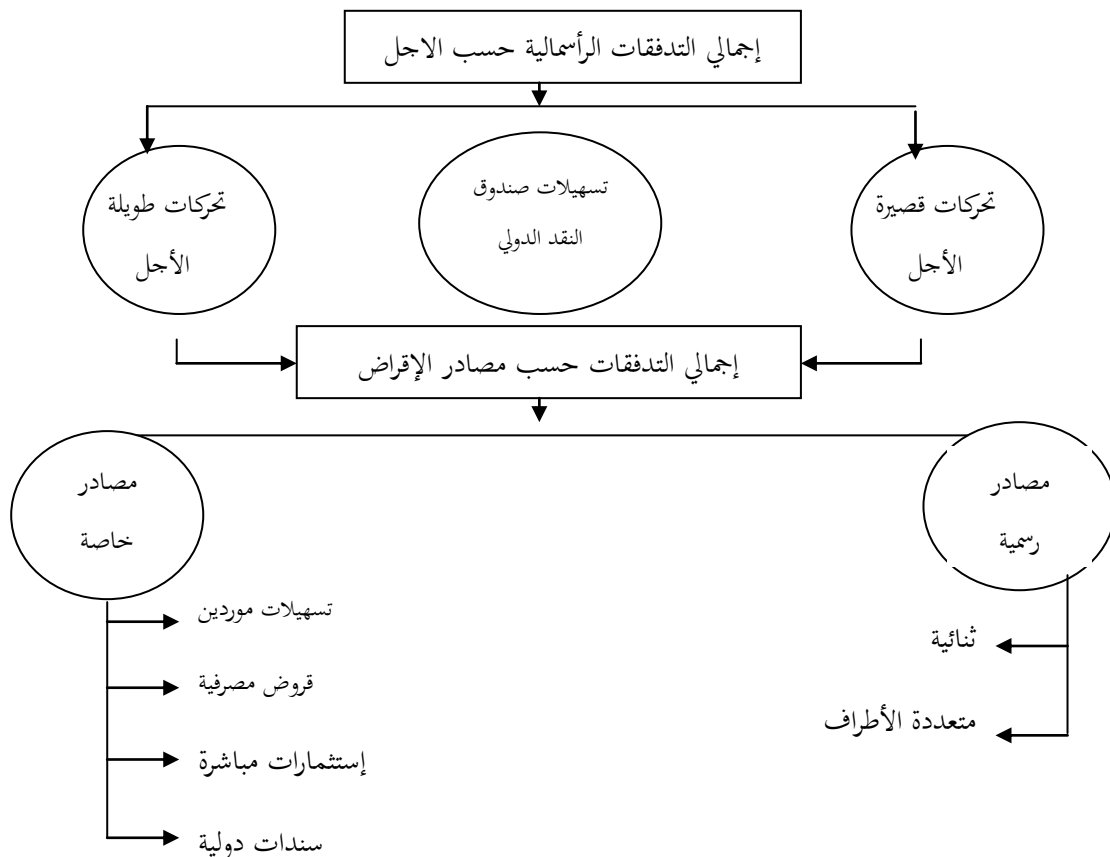 إجمالي التدفقات الرأسمالية حسب الاجل
تحركات قصيرة
الأجل
تسهيلات صندوق
النقد الدولي
تحركات طويلة
الأجل
إجمالي التدفقات حسب مصادر الإقراض
مصادر
رسمية
ثنائية
متعددة الأطراف
مصادر
خاصة
تسهيلات موردين
قروض مصرفية
إستثمارات مباشرة
سندات دولية